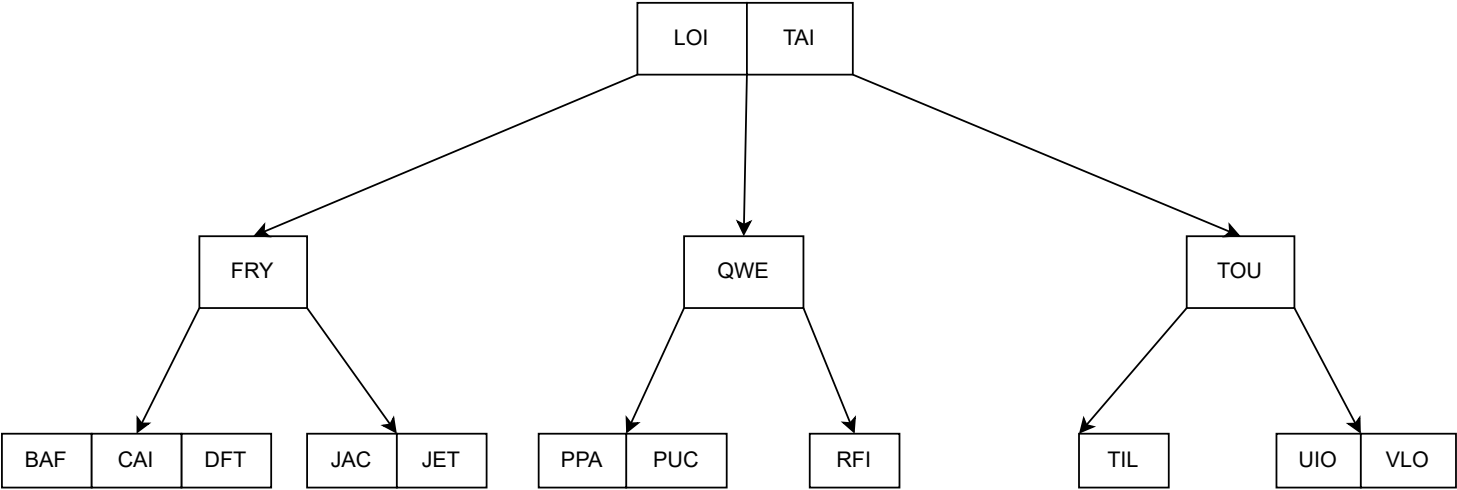 LOI TAI
FRY QWE TOU
BAF CAI DFT JAC JET PPA PUC RFI TIL UIO VLO